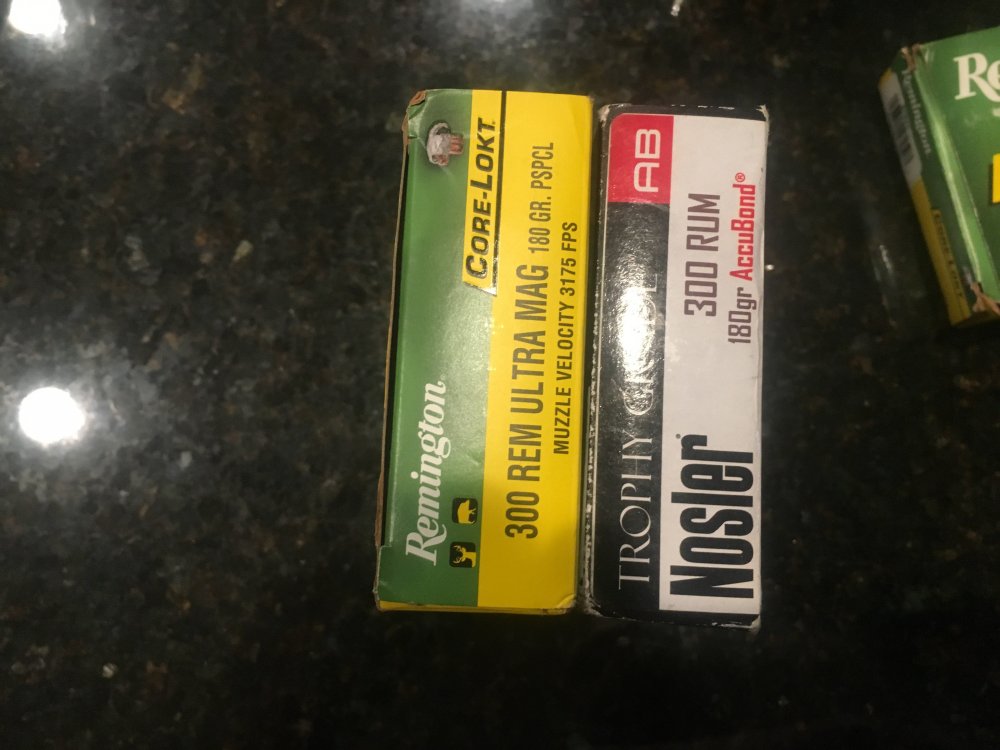 Remington
CORE-LOKT
300 REM ULTRA MAG 180 GR. PSPCL
MUZZLE VELOCITY 3175 FPS
TROPHY GRADE
AB
Nosler
300 RUM
180gr AccuBond®
Remington